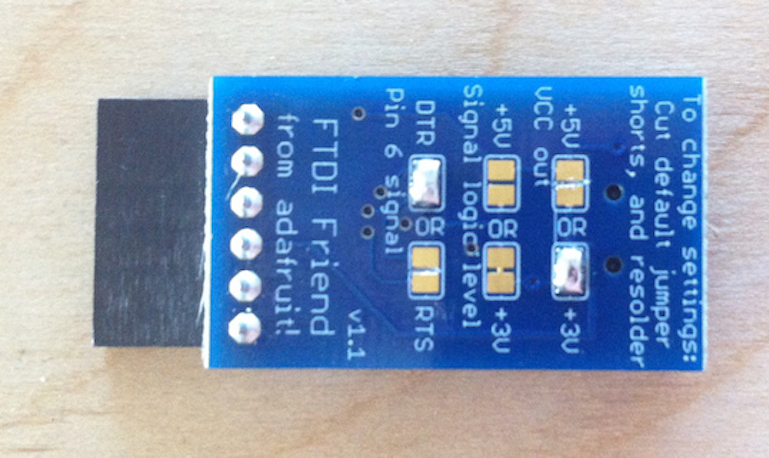 To change settings:
Cut default jumper
shorts, and resolder
+5V OR +3V
VCC out
+5V OR +3V
Signal logic level
DTR OR RTS
Pin 6 signal
v1.1
FTDI Friend
from adafruit!